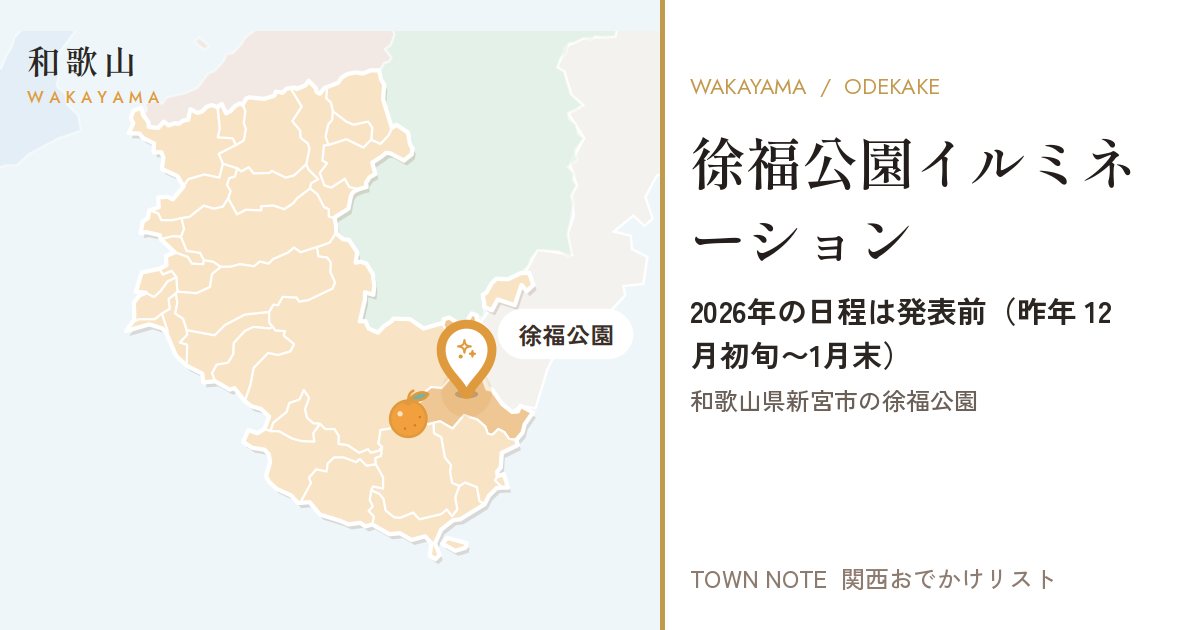 和歌山
WAKAYAMA
徐福公園
WAKAYAMA / ODEKAKE
徐福公園イルミネ
ーション
2026年の日程は発表前（昨年 12
月初旬〜1月末）
和歌山県新宮市の徐福公園
TOWN NOTE 関西おでかけリスト